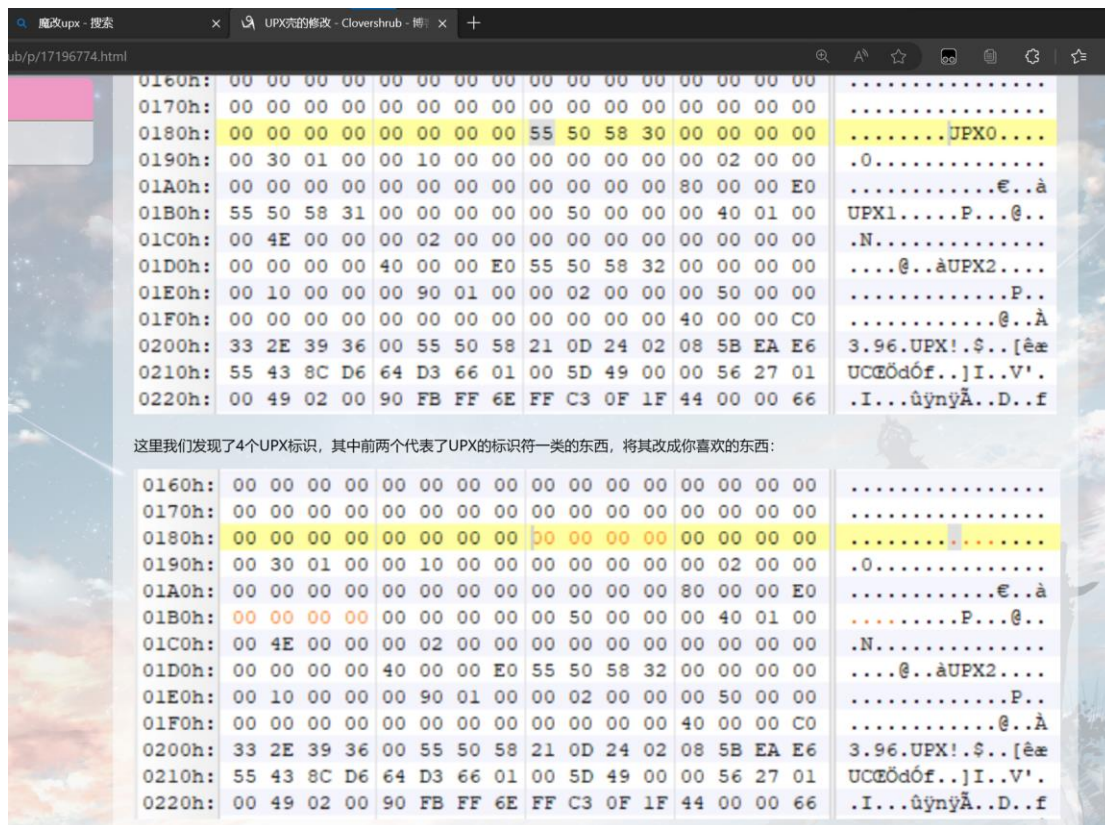 魔改upx - 搜索
UPX壳的修改 - Clovershrub - 博
ub/p/17196774.html
0160h: 00 00 00 00 00 00 00 00 00 00 00 00 00 00 00 00 ................
0170h: 00 00 00 00 00 00 00 00 00 00 00 00 00 00 00 00 ................
0180h: 00 00 00 00 00 00 00 00 55 50 58 30 00 00 00 00 ........UPX0....
0190h: 00 30 01 00 00 10 00 00 00 00 00 00 00 02 00 00 .0..............
01A0h: 00 00 00 00 00 00 00 00 00 00 00 00 80 00 00 E0 ............€..à
01B0h: 55 50 58 31 00 00 00 00 00 50 00 00 00 40 01 00 UPX1.....P...@..
01C0h: 00 4E 00 00 00 02 00 00 00 00 00 00 00 00 00 00 .N..............
01D0h: 00 00 00 00 40 00 00 E0 55 50 58 32 00 00 00 00 ....@..àUPX2....
01E0h: 00 10 00 00 00 90 01 00 00 02 00 00 00 50 00 00 .............P..
01F0h: 00 00 00 00 00 00 00 00 00 00 00 00 40 00 00 C0 ............@..À
0200h: 33 2E 39 36 00 55 50 58 21 0D 24 02 08 5B EA E6 3.96.UPX!.$..[êæ
0210h: 55 43 8C D6 64 D3 66 01 00 5D 49 00 00 56 27 01 UCŒÖdÓf..]I..V'.
0220h: 00 49 02 00 90 FB FF 6E FF C3 0F 1F 44 00 00 66 .I...ûÿnÿÃ..D..f
这里我们发现了4个UPX标识，其中前两个代表了UPX的标识符一类的东西，将其改成你喜欢的东西：
0160h: 00 00 00 00 00 00 00 00 00 00 00 00 00 00 00 00 ................
0170h: 00 00 00 00 00 00 00 00 00 00 00 00 00 00 00 00 ................
0180h: 00 00 00 00 00 00 00 00 00 00 00 00 00 00 00 00 ................
0190h: 00 30 01 00 00 10 00 00 00 00 00 00 00 02 00 00 .0..............
01A0h: 00 00 00 00 00 00 00 00 00 00 00 00 80 00 00 E0 ............€..à
01B0h: 00 00 00 00 00 00 00 00 00 50 00 00 00 40 01 00 .........P...@..
01C0h: 00 4E 00 00 00 02 00 00 00 00 00 00 00 00 00 00 .N..............
01D0h: 00 00 00 00 40 00 00 E0 55 50 58 32 00 00 00 00 ....@..àUPX2....
01E0h: 00 10 00 00 00 90 01 00 00 02 00 00 00 50 00 00 .............P..
01F0h: 00 00 00 00 00 00 00 00 00 00 00 00 40 00 00 C0 ............@..À
0200h: 33 2E 39 36 00 55 50 58 21 0D 24 02 08 5B EA E6 3.96.UPX!.$..[êæ
0210h: 55 43 8C D6 64 D3 66 01 00 5D 49 00 00 56 27 01 UCŒÖdÓf..]I..V'.
0220h: 00 49 02 00 90 FB FF 6E FF C3 0F 1F 44 00 00 66 .I...ûÿnÿÃ..D..f